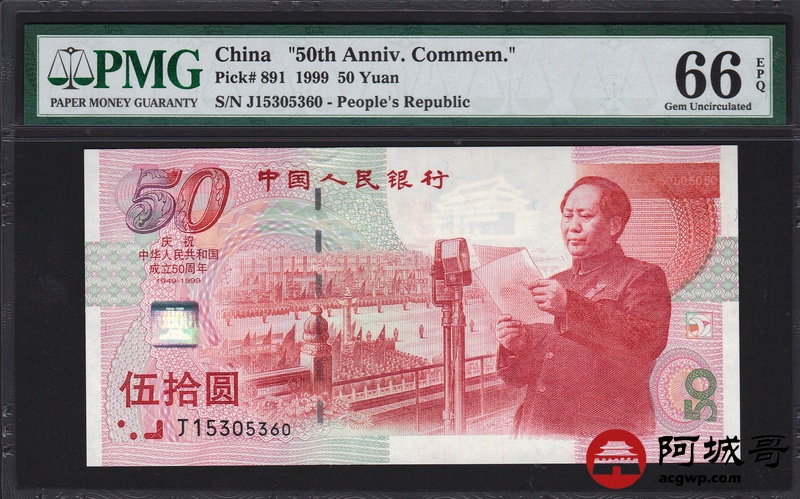 PMG
PAPER MONEY GUARANTY
China "50th Anniv. Commem."
Pick# 891 1999 50 Yuan
S/N J15305360 - People's Republic
66
EPQ
Gem Uncirculated
50
中国人民银行
庆祝
中华人民共和国
成立50周年
1949-1999
50505050
伍拾圆
J15305360
50
阿城哥
acgwp.com